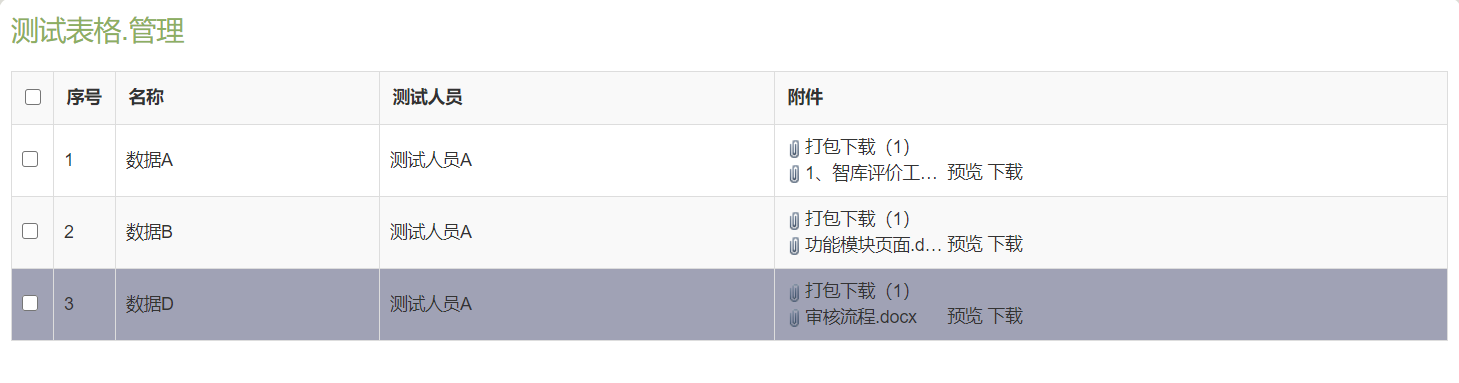 测试表格.管理
序号 名称 测试人员 附件
1 数据A 测试人员A 打包下载（1）
1、智库评价工... 预览 下载
2 数据B 测试人员A 打包下载（1）
功能模块页面.d... 预览 下载
3 数据D 测试人员A 打包下载（1）
审核流程.docx 预览 下载